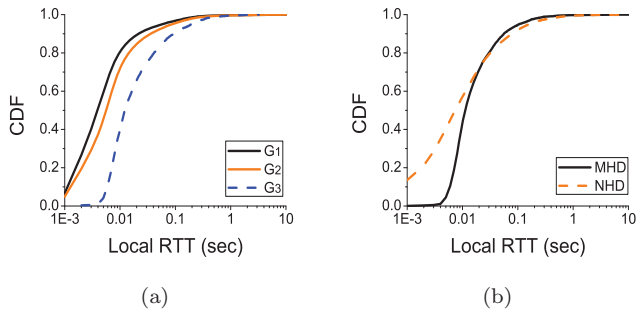 1.0
0.8
0.6
0.4
0.2
0.0
CDF
G1
G2
G3
1E-3 0.01 0.1 1 10
Local RTT (sec)
(a)
1.0
0.8
0.6
0.4
0.2
0.0
CDF
MHD
NHD
1E-3 0.01 0.1 1 10
Local RTT (sec)
(b)